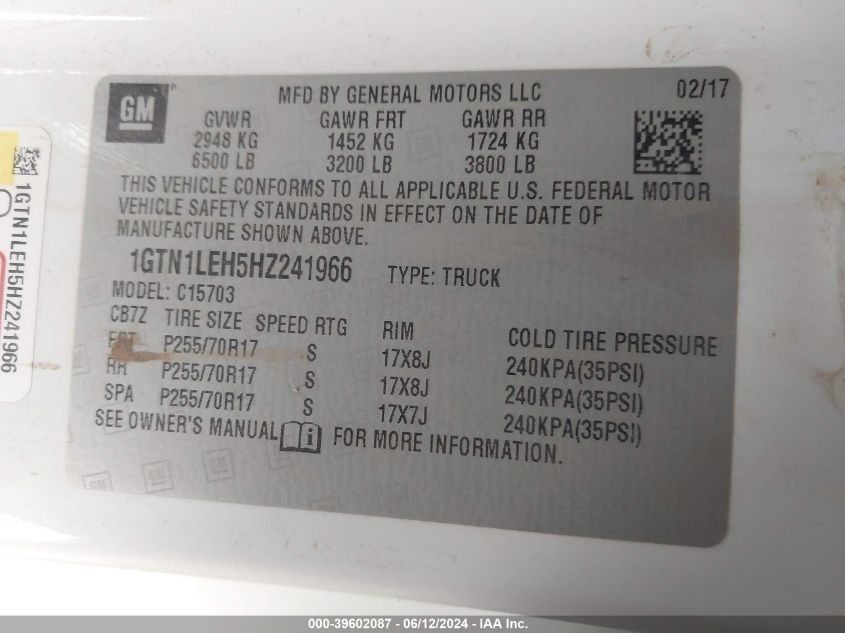 GM
MFD BY GENERAL MOTORS LLC
02/17
GVWR GAWR FRT GAWR RR
2948 KG 1452 KG 1724 KG
6500 LB 3200 LB 3800 LB
THIS VEHICLE CONFORMS TO ALL APPLICABLE U.S. FEDERAL MOTOR
VEHICLE SAFETY STANDARDS IN EFFECT ON THE DATE OF
MANUFACTURE SHOWN ABOVE.
1GTN1LEH5HZ241966 TYPE: TRUCK
MODEL: C15703
CB7Z TIRE SIZE SPEED RTG RIM COLD TIRE PRESSURE
FRT P255/70R17 S 17X8J 240KPA(35PSI)
RR P255/70R17 S 17X8J 240KPA(35PSI)
SPA P255/70R17 S 17X7J 240KPA(35PSI)
SEE OWNER'S MANUAL i FOR MORE INFORMATION.
1GTN1LEH5HZ241966
000-39602087 - 06/12/2024 - IAA Inc.